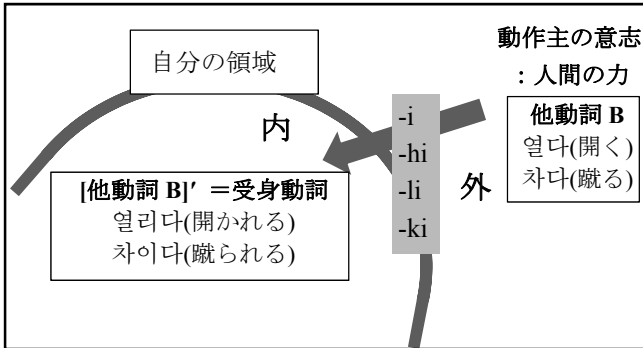 自分の領域
内
[他動詞 B]′ ＝受身動詞
열리다(開かれる)
차이다(蹴られる)
-i
-hi
-li
-ki
外
動作主の意志
：人間の力
他動詞 B
열다(開く)
차다(蹴る)